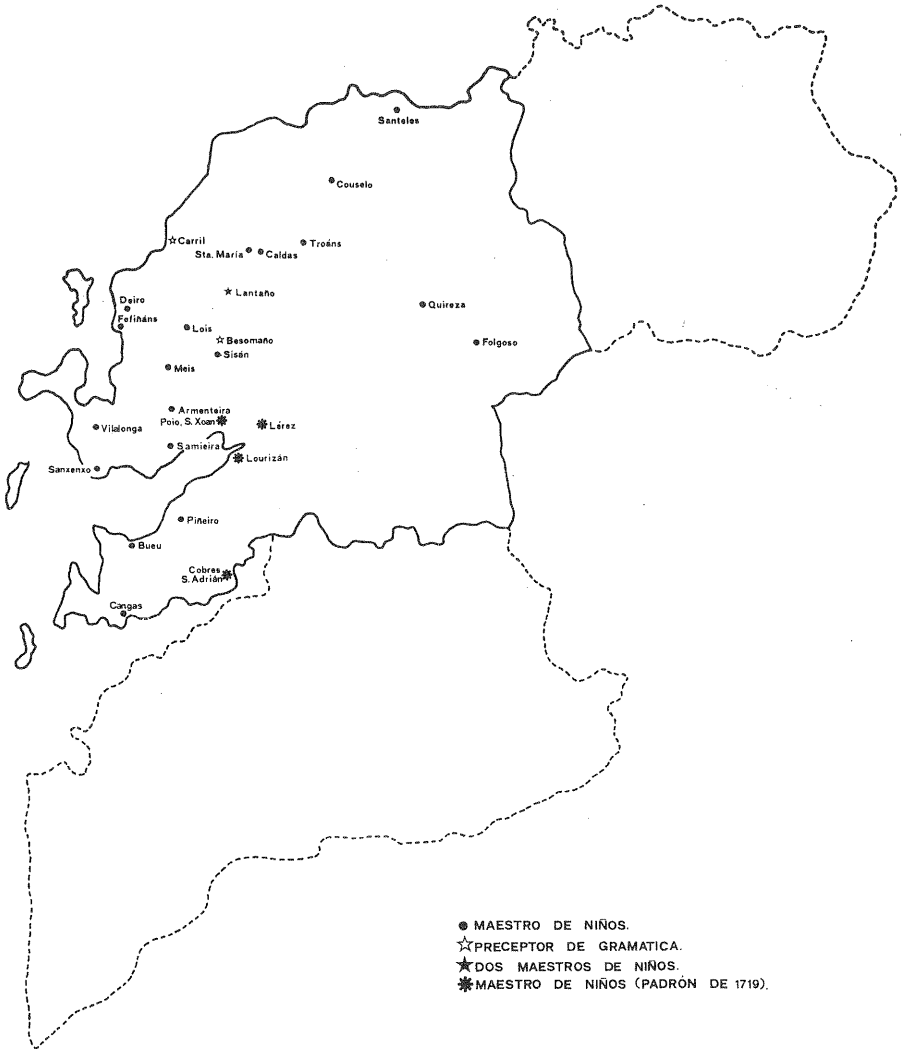 Santeles
Couselo
Carril
Troáns
Sta. María
Caldas
Lantaño
Deiro
Quireza
Fefiñáns
Lois
Besomaño
Folgoso
Sisán
Meis
Armenteira
Poio, S. Xoan
Lérez
Vilalonga
Samieira
Lourizán
Sanxenxo
Piñeiro
Bueu
Cobres
S. Adrián
Cangas
MAESTRO DE NIÑOS.
PRECEPTOR DE GRAMATICA.
DOS MAESTROS DE NIÑOS.
MAESTRO DE NIÑOS (PADRÓN DE 1719).